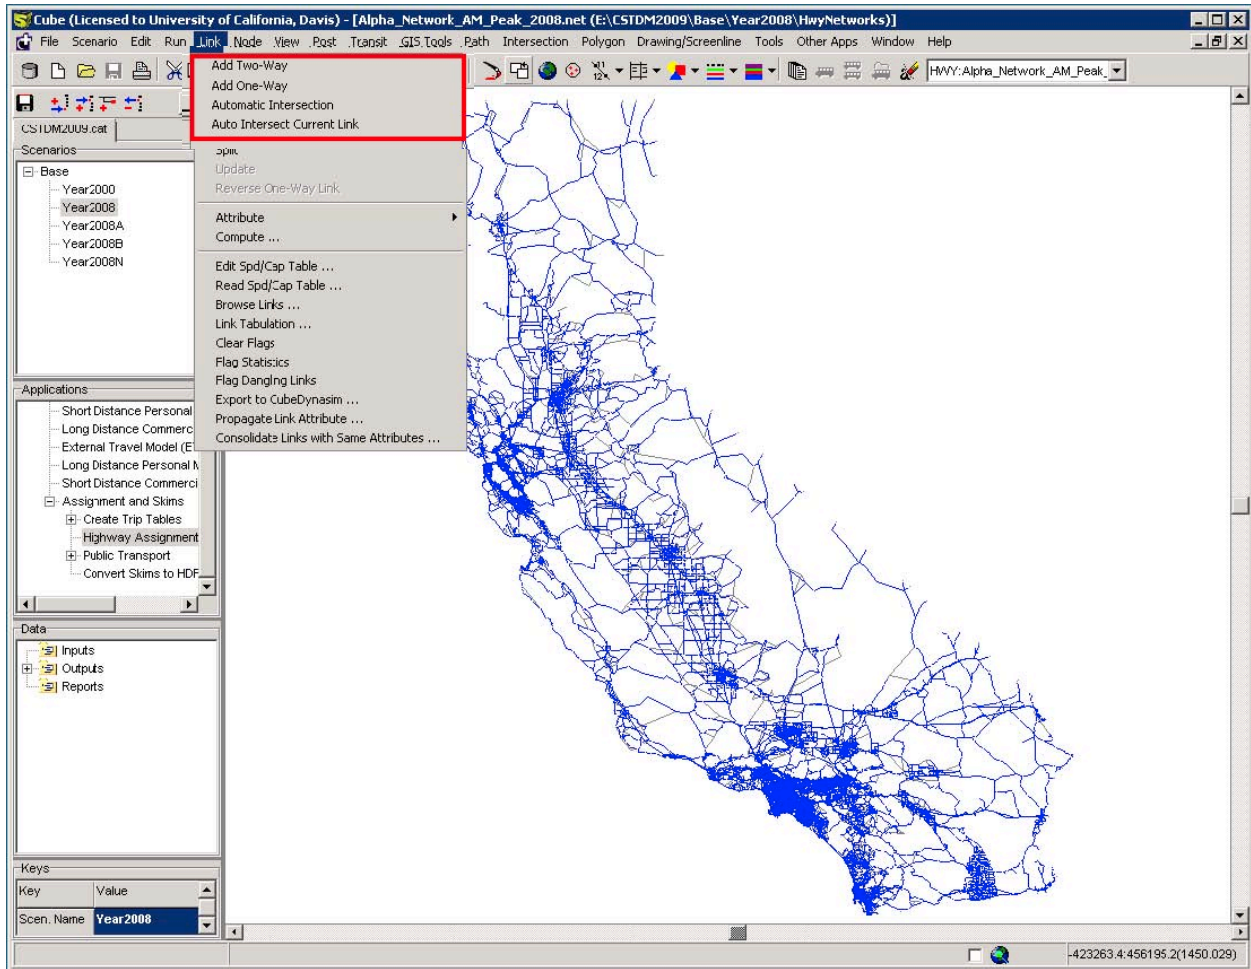 Cube (Licensed to University of California, Davis) - [Alpha_Network_AM_Peak_2008.net (E:\CSTDM2009\Base\Year2008\HwyNetworks)]
File Scenario Edit Run Link Node View Post Transit GIS Tools Path Intersection Polygon Drawing/Screenline Tools Other Apps Window Help
HWY:Alpha_Network_AM_Peak_
Add Two-Way
Add One-Way
Automatic Intersection
Auto Intersect Current Link
Split
Update
Reverse One-Way Link
Attribute
Compute ...
Edit Spd/Cap Table ...
Read Spd/Cap Table ...
Browse Links ...
Link Tabulation ...
Clear Flags
Flag Statistics
Flag Dangling Links
Export to CubeDynasim ...
Propagate Link Attribute ...
Consolidate Links with Same Attributes ...
CSTDM2009.cat
Scenarios
Base
Year2000
Year2008
Year2008A
Year2008B
Year2008N
Applications
Short Distance Personal
Long Distance Commerc
External Travel Model (E
Long Distance Personal M
Short Distance Commerci
Assignment and Skims
Create Trip Tables
Highway Assignment
Public Transport
Convert Skims to HDF
Data
Inputs
Outputs
Reports
Keys
Key Value
Scen. Name Year2008
-423263.4:456195.2(1450.029)